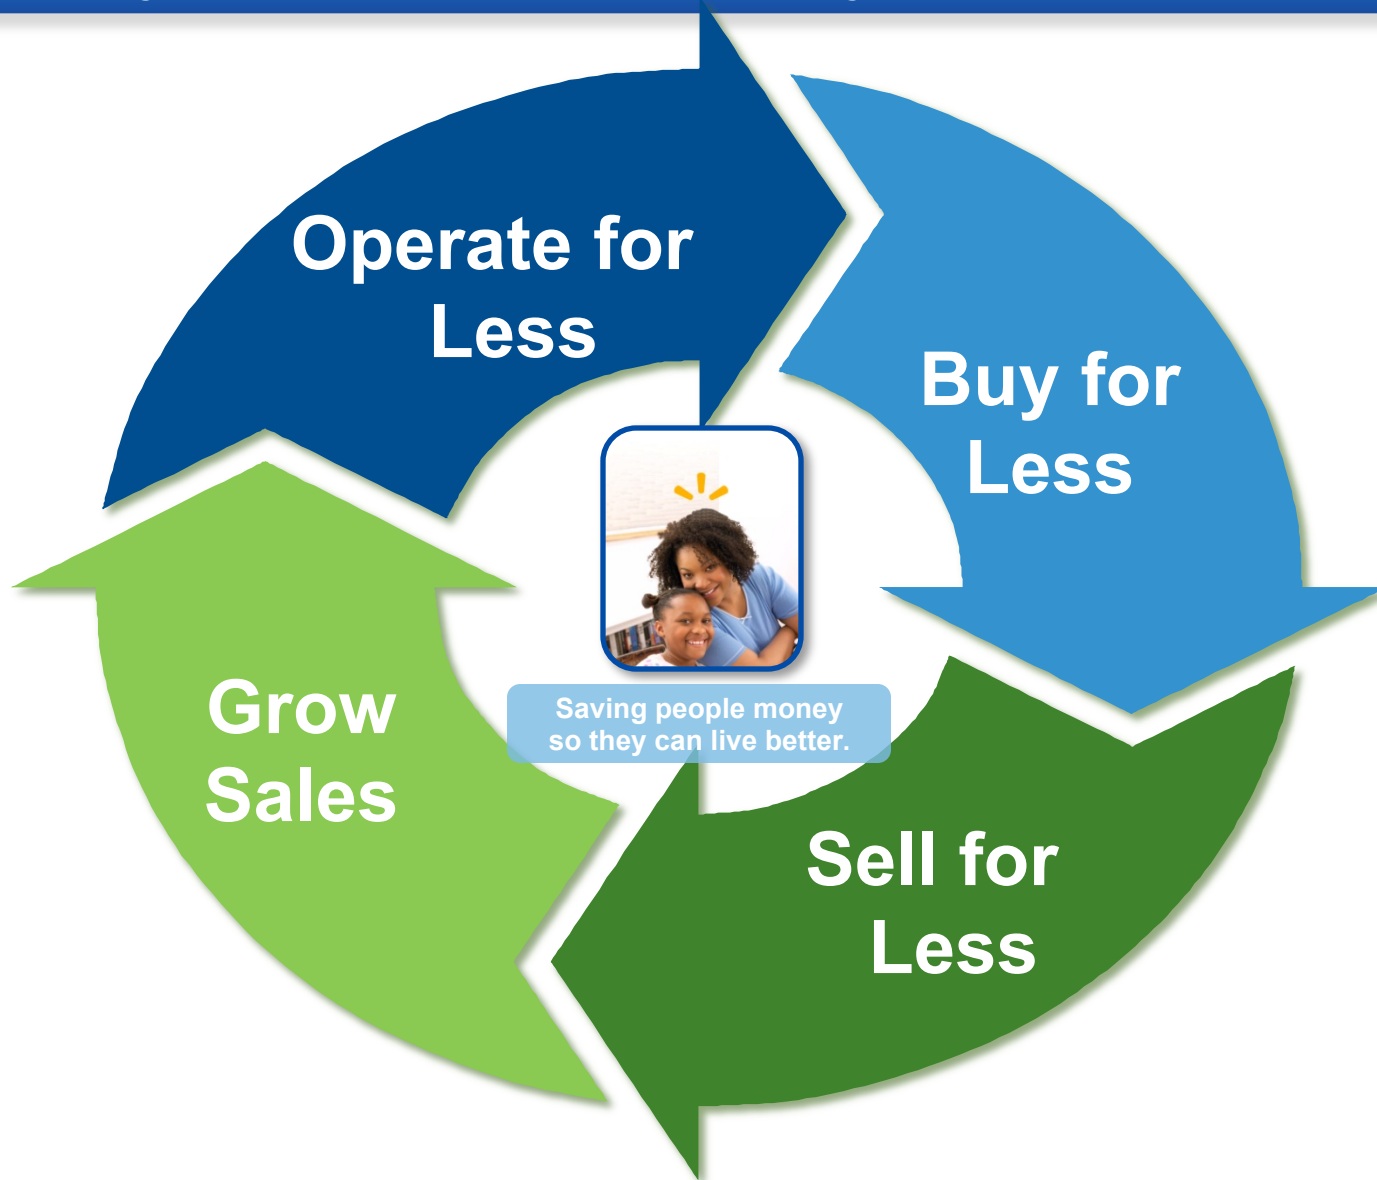 Operate for
Less
Buy for
Less
Saving people money
so they can live better.
Grow
Sales
Sell for
Less